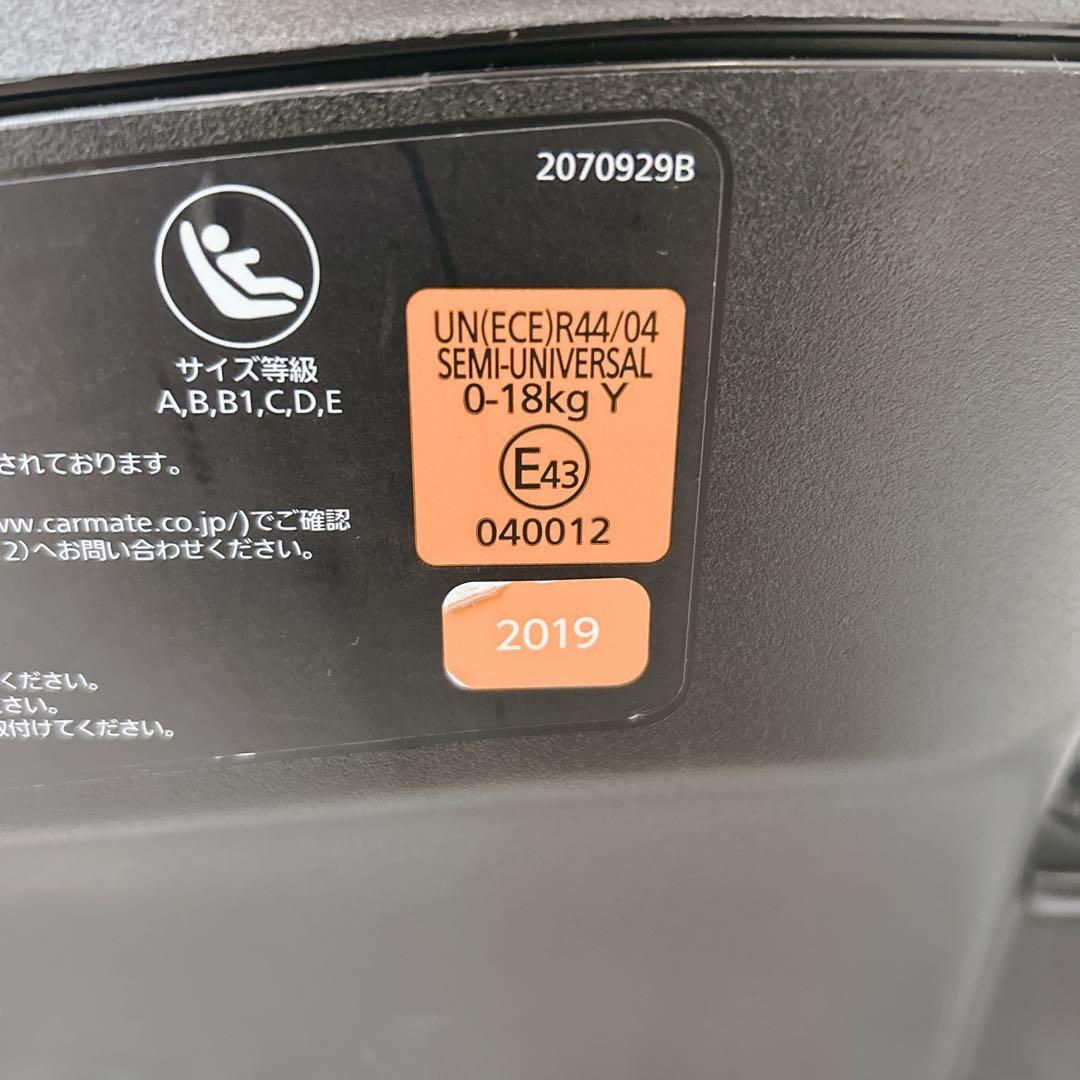 2070929B
サイズ等級
A,B,B1,C,D,E
UN(ECE)R44/04
SEMI-UNIVERSAL
0-18kg Y
E43
040012
2019
されております。
ww.carmate.co.jp/)でご確認
12)へお問い合わせください。
ください。
さい。
取付けてください。